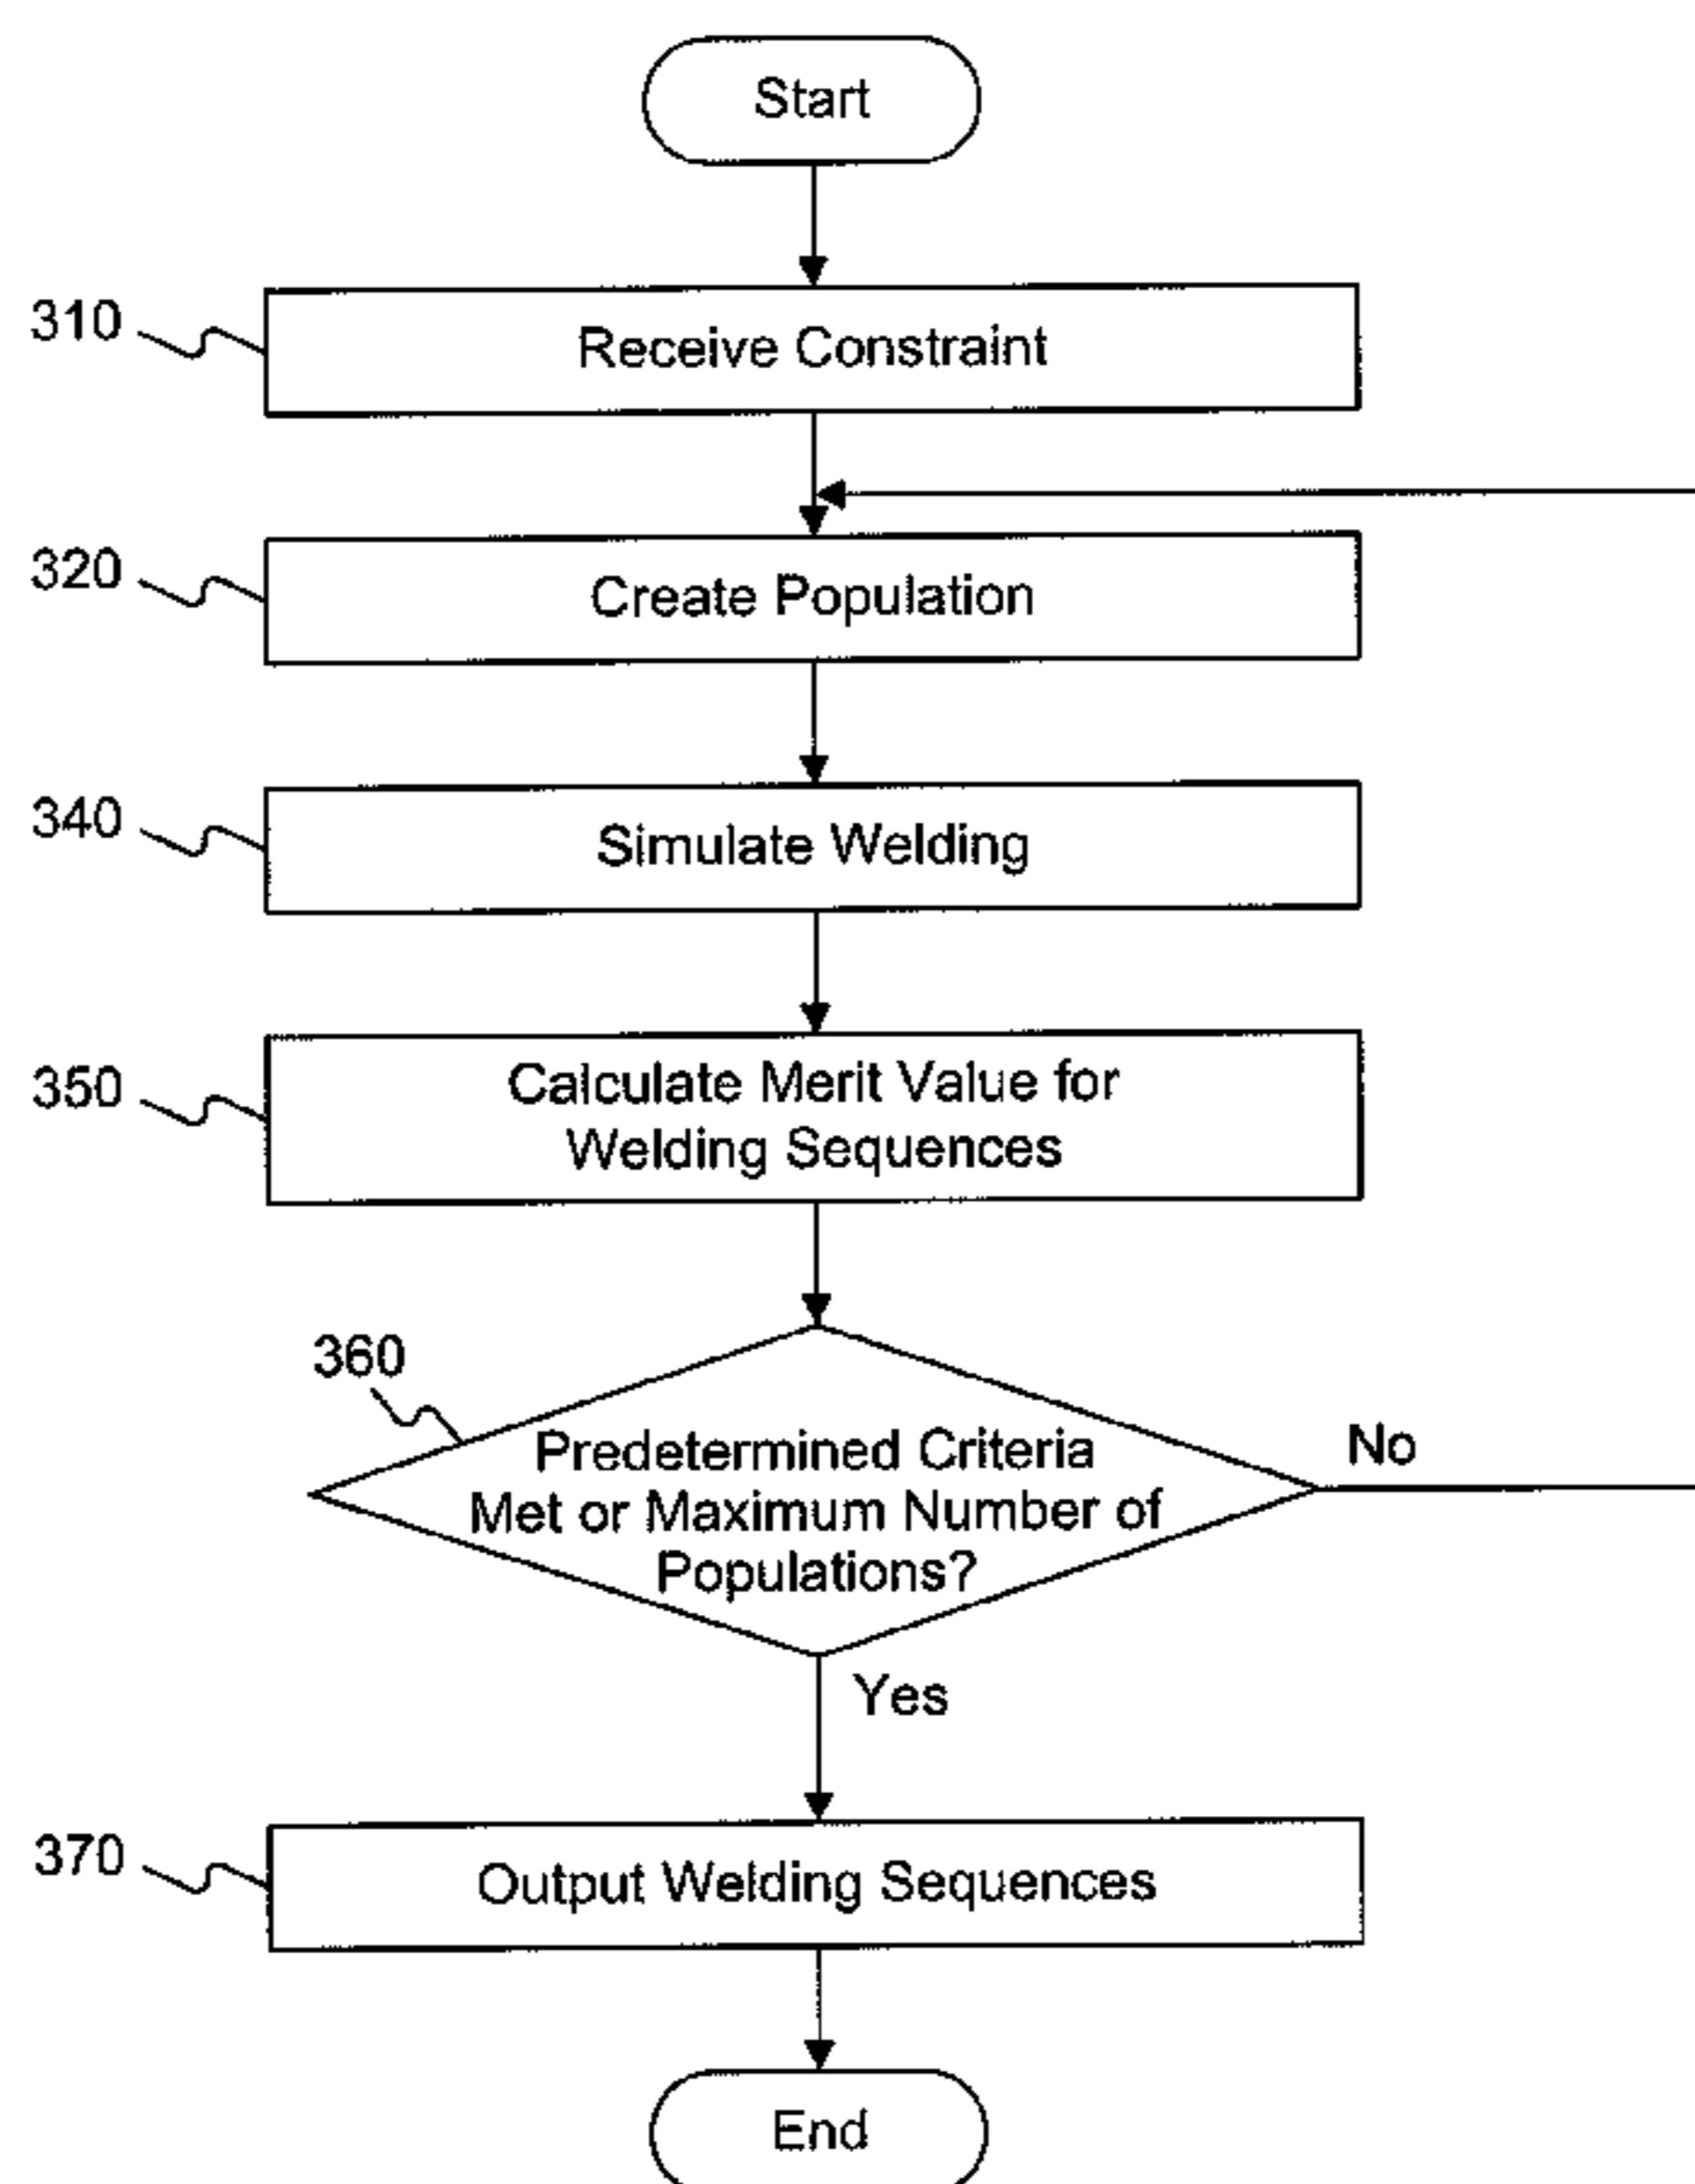 Start
310
Receive Constraint
320
Create Population
340
Simulate Welding
350
Calculate Merit Value for
Welding Sequences
360
Predetermined Criteria
Met or Maximum Number of
Populations?
No
Yes
370
Output Welding Sequences
End